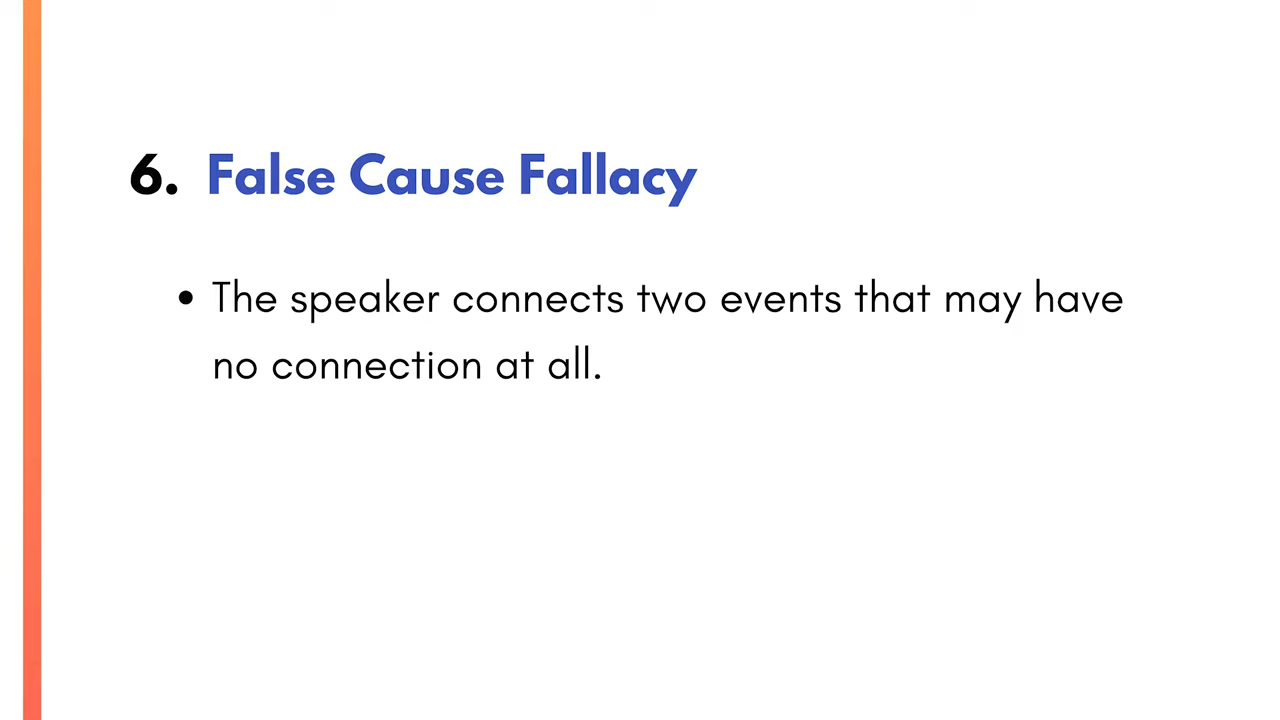 6. False Cause Fallacy
• The speaker connects two events that may have
no connection at all.